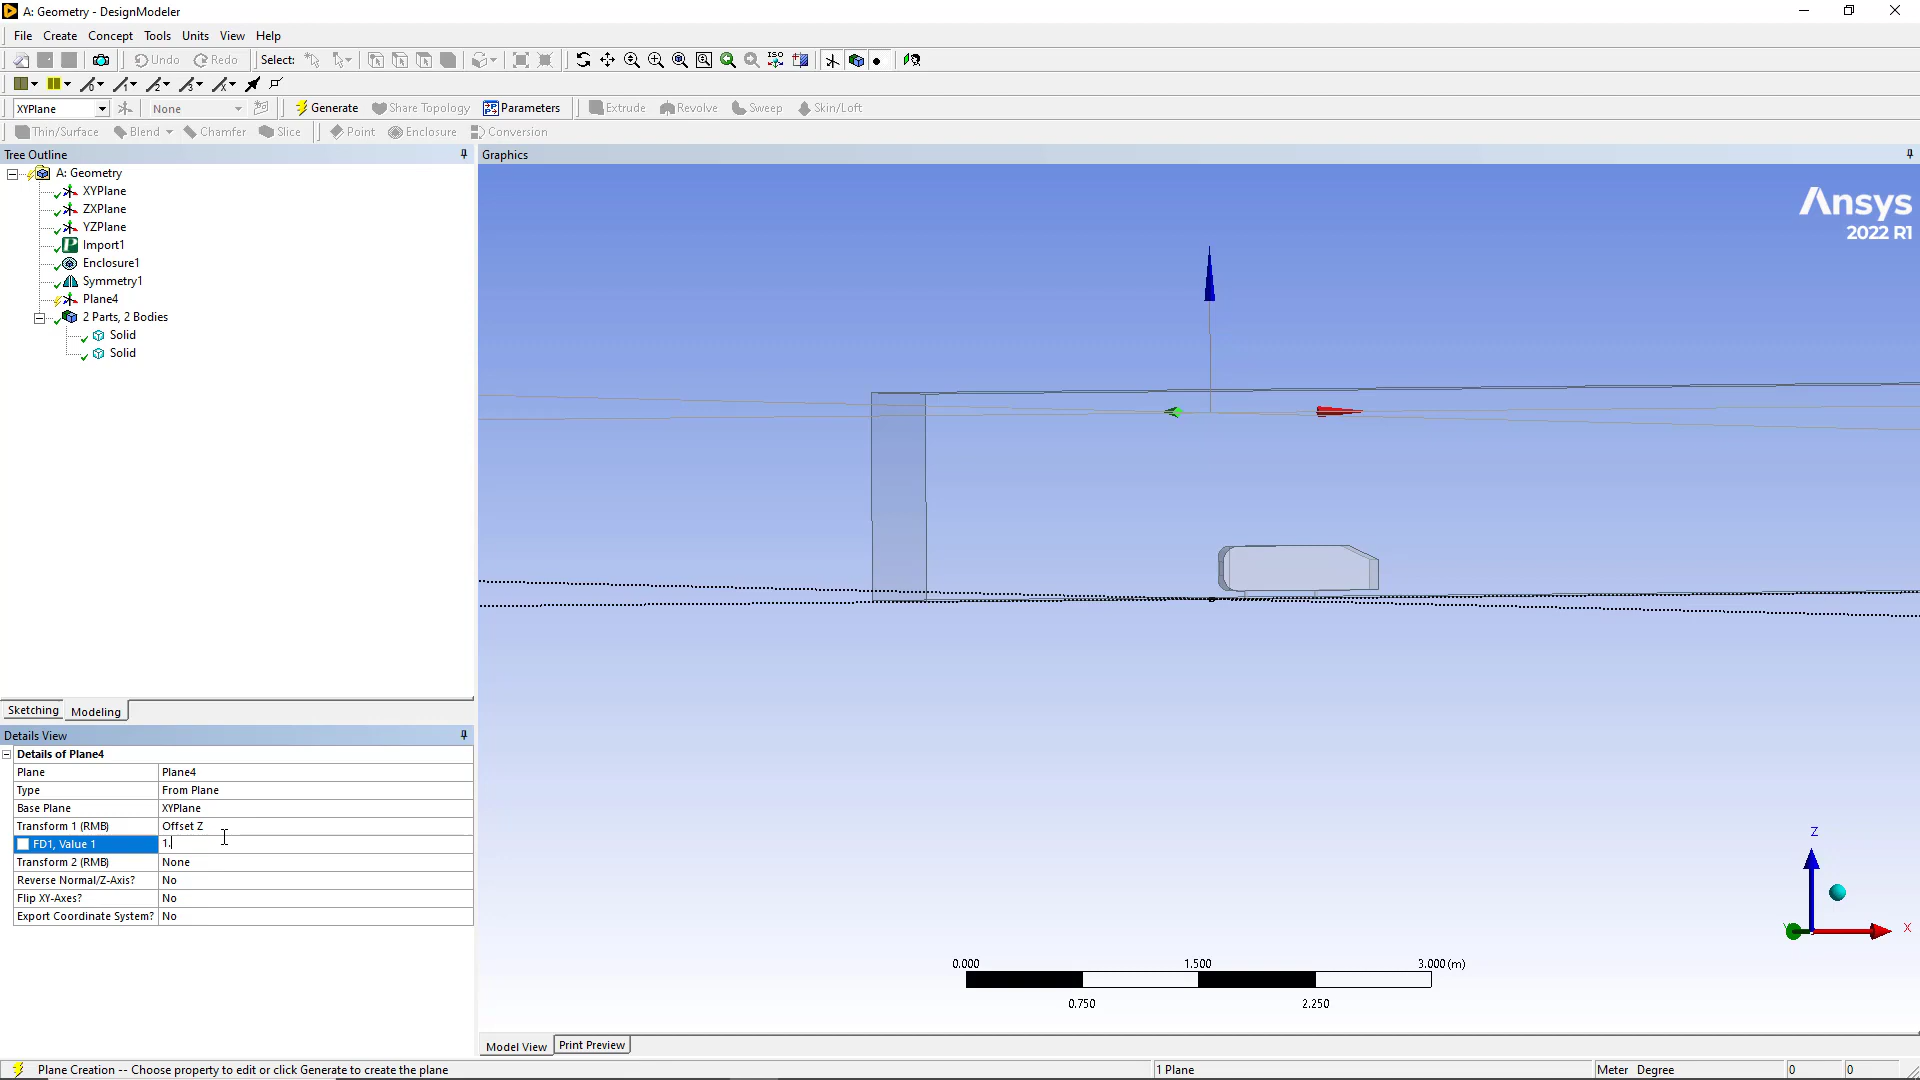 A: Geometry - DesignModeler
File Create Concept Tools Units View Help
Undo Redo Select:
XYPlane None Generate Share Topology Parameters Extrude Revolve Sweep Skin/Loft
Thin/Surface Blend Chamfer Slice Point Enclosure Conversion
Tree Outline
A: Geometry
XYPlane
ZXPlane
YZPlane
Import1
Enclosure1
Symmetry1
Plane4
2 Parts, 2 Bodies
Solid
Solid
Sketching Modeling
Details View
Details of Plane4
Plane Plane4
Type From Plane
Base Plane XYPlane
Transform 1 (RMB) Offset Z
FD1, Value 1 1.
Transform 2 (RMB) None
Reverse Normal/Z-Axis? No
Flip XY-Axes? No
Export Coordinate System? No
Graphics
Ansys
2022 R1
Z
X
0.000 1.500 3.000 (m)
0.750 2.250
Model View Print Preview
Plane Creation -- Choose property to edit or click Generate to create the plane 1 Plane Meter Degree 0 0